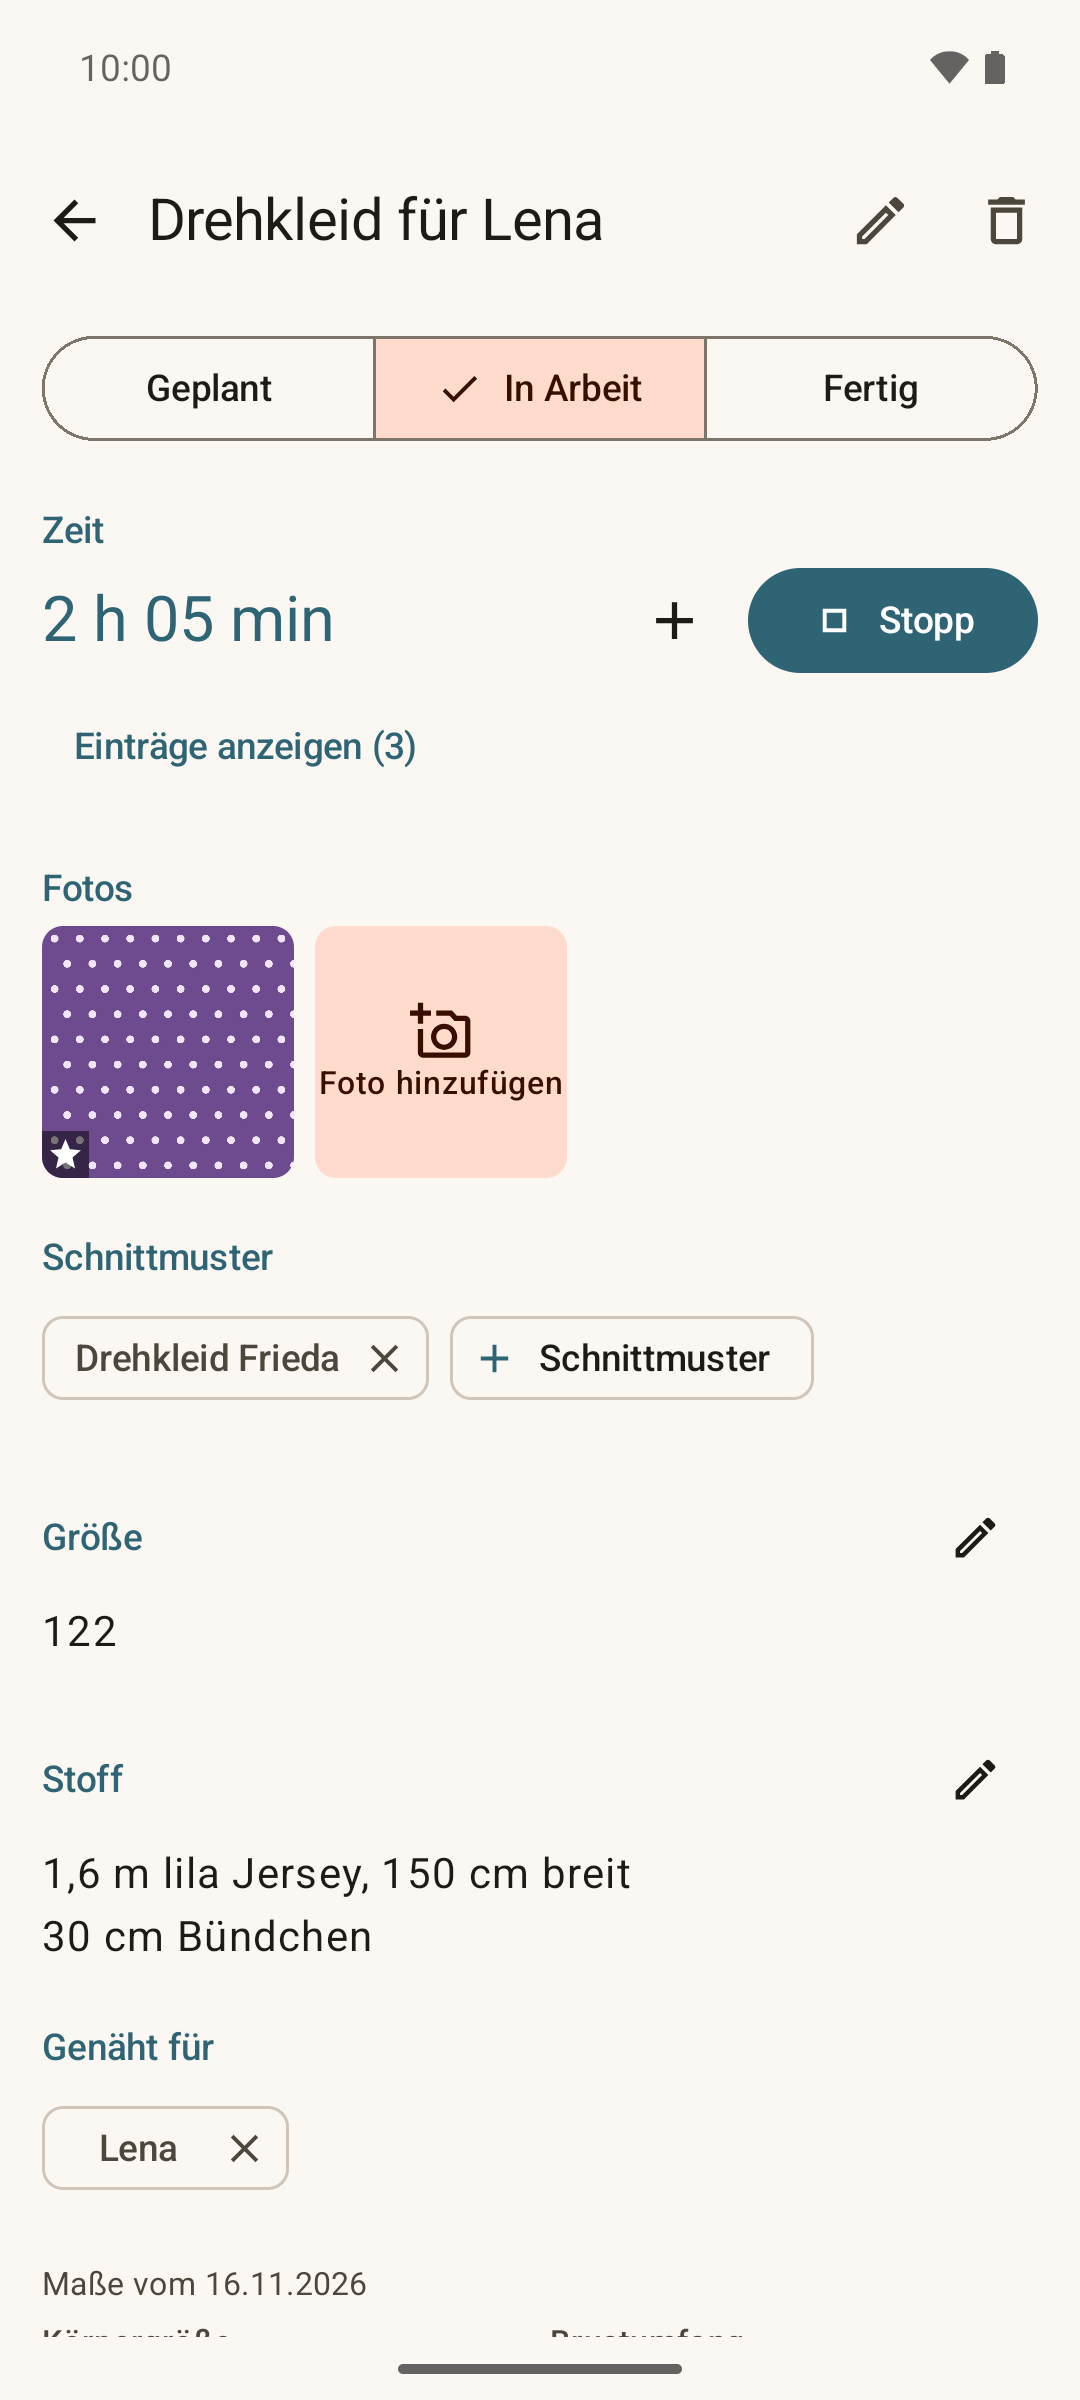 10:00
Drehkleid für Lena
Geplant
In Arbeit
Fertig
Zeit
2 h 05 min
Stopp
Einträge anzeigen (3)
Fotos
Foto hinzufügen
Schnittmuster
Drehkleid Frieda
Schnittmuster
Größe
122
Stoff
1,6 m lila Jersey, 150 cm breit
30 cm Bündchen
Genäht für
Lena
Maße vom 16.11.2026
Körpergröße
Brustumfang